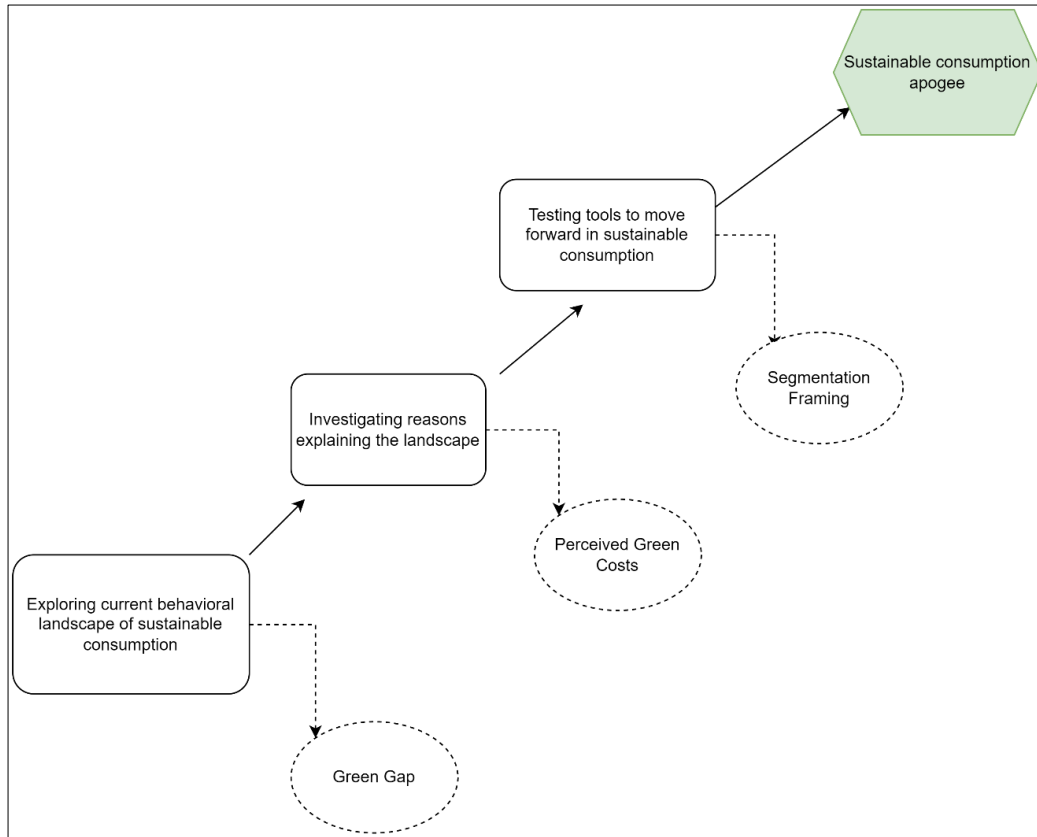 Sustainable consumption
apogee
Testing tools to move
forward in sustainable
consumption
Segmentation
Framing
Investigating reasons
explaining the landscape
Perceived Green
Costs
Exploring current behavioral
landscape of sustainable
consumption
Green Gap